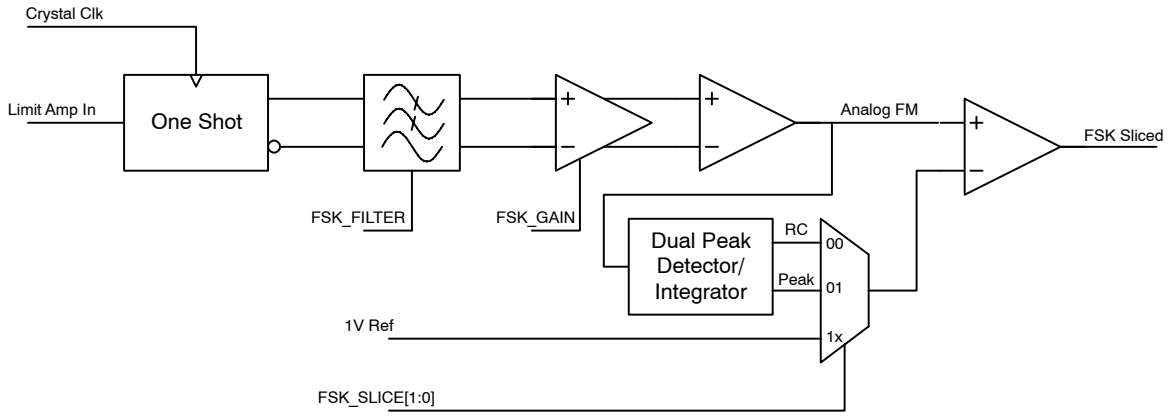 Crystal Clk
Limit Amp In
One Shot
+
−
+
−
Analog FM
+
−
FSK Sliced
FSK_FILTER
FSK_GAIN
Dual Peak
Detector/
Integrator
RC
00
Peak
01
1V Ref
1x
FSK_SLICE[1:0]